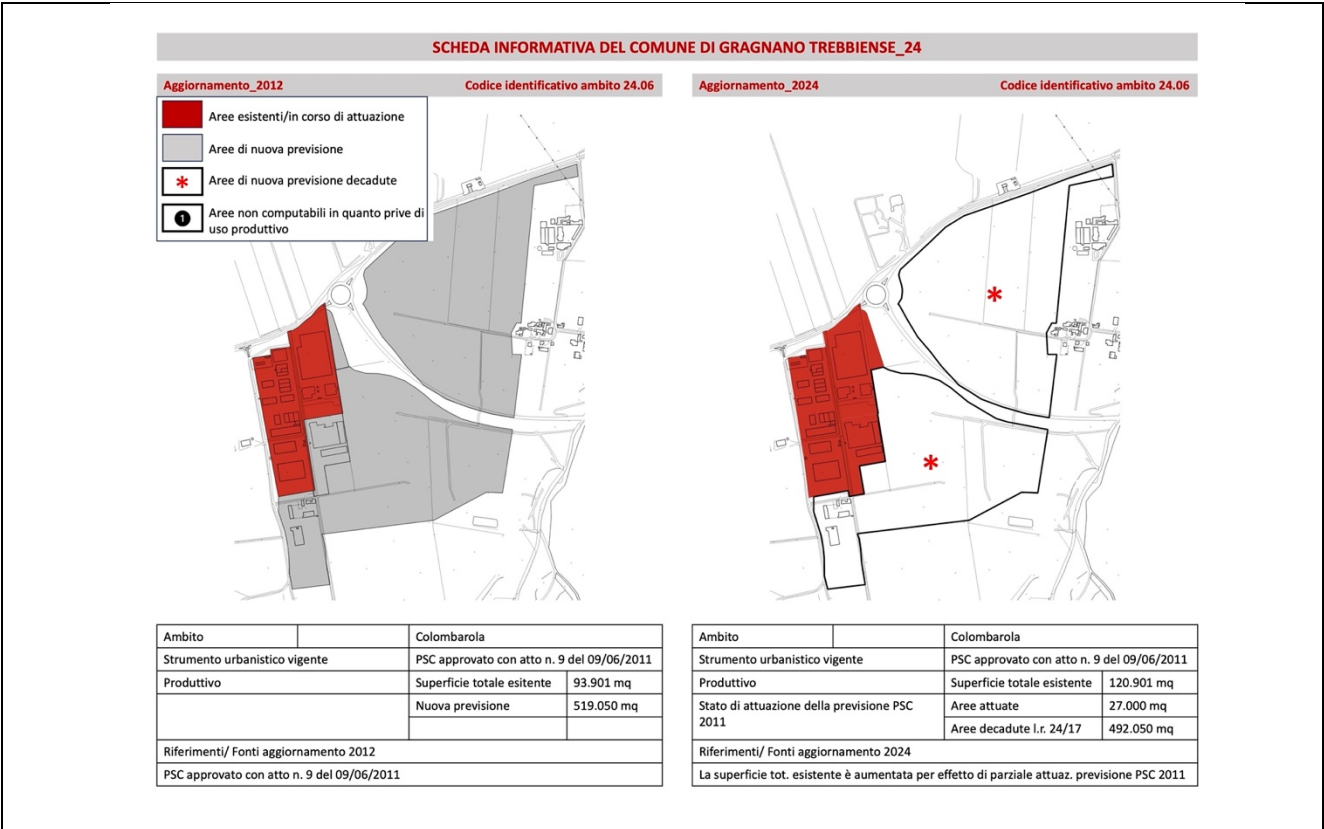 SCHEDA INFORMATIVA DEL COMUNE DI GRAGNANO TREBBIENSE_24
Aggiornamento_2012 Codice identificativo ambito 24.06
Aree esistenti/in corso di attuazione
Aree di nuova previsione
* Aree di nuova previsione decadute
1 Aree non computabili in quanto prive di
uso produttivo
Ambito Colombarola
Strumento urbanistico vigente PSC approvato con atto n. 9 del 09/06/2011
Produttivo Superficie totale esitente 93.901 mq
Nuova previsione 519.050 mq
Riferimenti/ Fonti aggiornamento 2012
PSC approvato con atto n. 9 del 09/06/2011
Aggiornamento_2024 Codice identificativo ambito 24.06
*
*
Ambito Colombarola
Strumento urbanistico vigente PSC approvato con atto n. 9 del 09/06/2011
Produttivo Superficie totale esistente 120.901 mq
Stato di attuazione della previsione PSC
2011
Aree attuate 27.000 mq
Aree decadute l.r. 24/17 492.050 mq
Riferimenti/ Fonti aggiornamento 2024
La superficie tot. esistente è aumentata per effetto di parziale attuaz. previsione PSC 2011